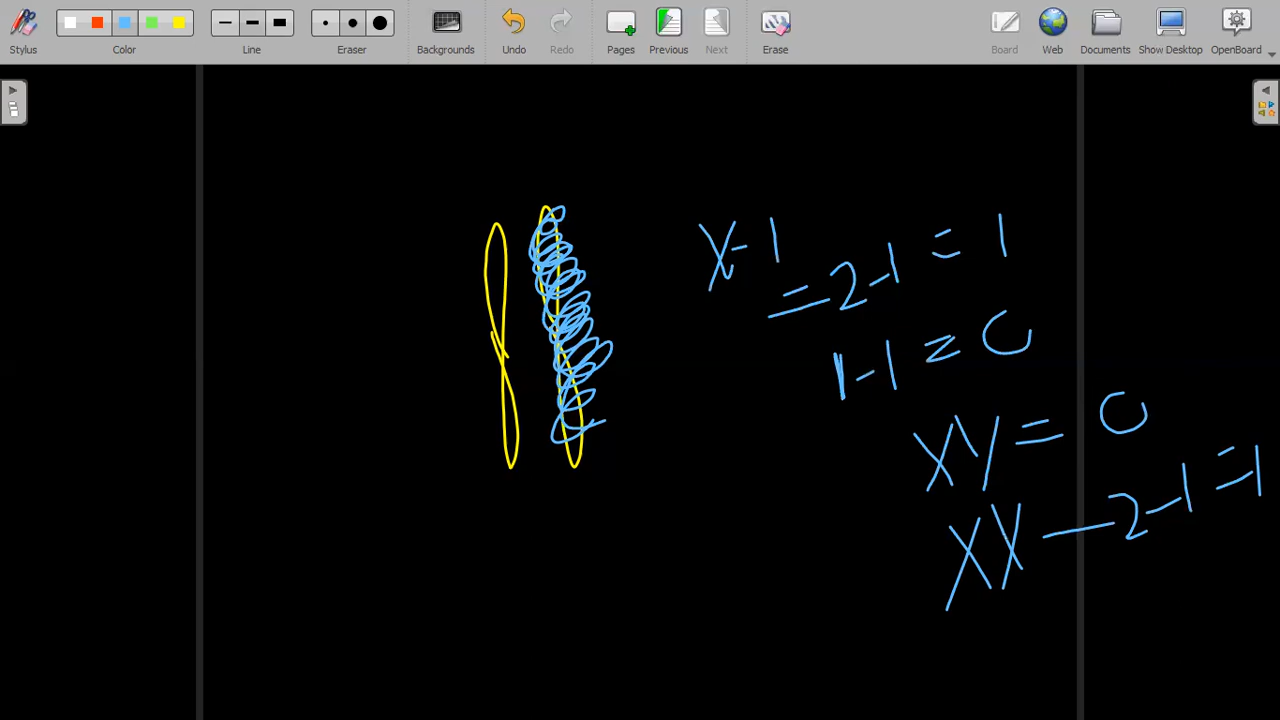 Stylus Color Line Eraser Backgrounds Undo Redo Pages Previous Next Erase Board Web Documents Show Desktop OpenBoard
X-1
=2-1=1
1-1=0
XY=0
XX—2-1=1